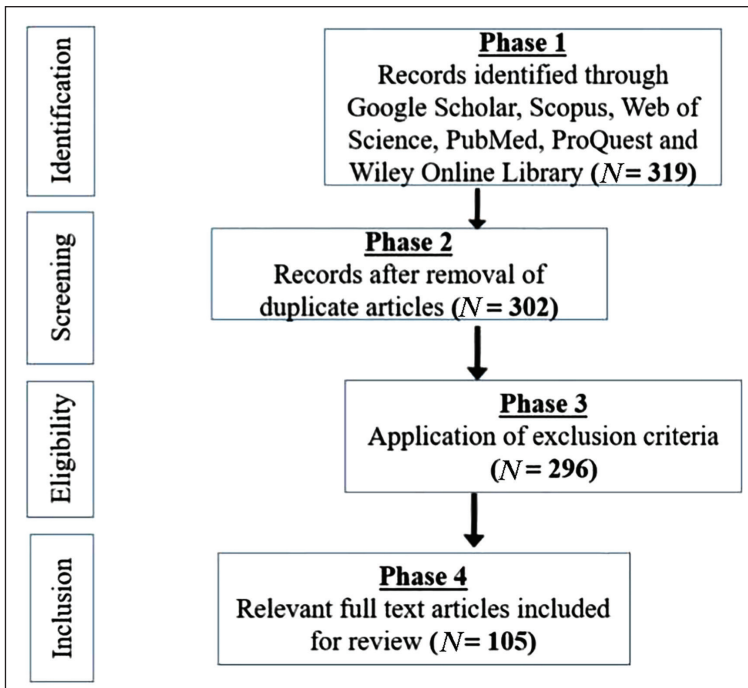 Identification
Phase 1
Records identified through
Google Scholar, Scopus, Web of
Science, PubMed, ProQuest and
Wiley Online Library (N= 319)
Screening
Phase 2
Records after removal of
duplicate articles (N= 302)
Eligibility
Phase 3
Application of exclusion criteria
(N= 296)
Inclusion
Phase 4
Relevant full text articles included
for review (N= 105)